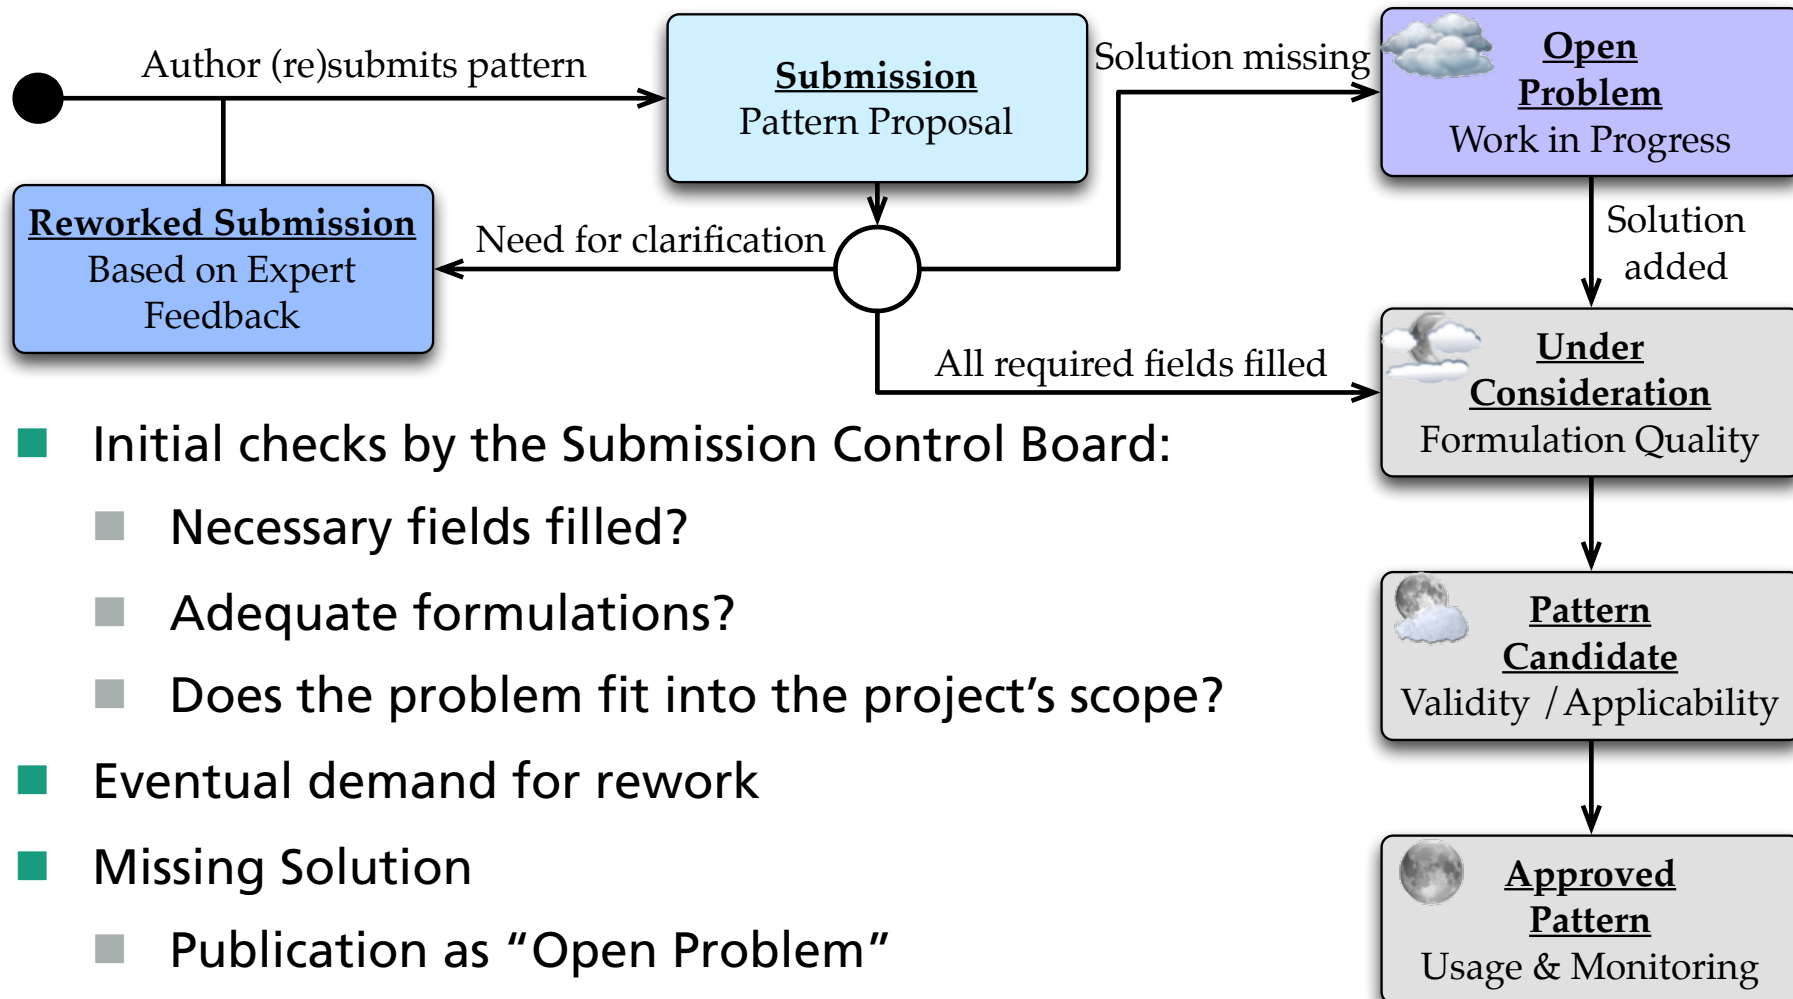 Author (re)submits pattern
Submission
Pattern Proposal
Solution missing
Open
Problem
Work in Progress
Reworked Submission
Based on Expert
Feedback
Need for clarification
Solution
added
All required fields filled
Under
Consideration
Formulation Quality
Initial checks by the Submission Control Board:
Necessary fields filled?
Adequate formulations?
Does the problem fit into the project’s scope?
Eventual demand for rework
Missing Solution
Publication as “Open Problem”
Pattern
Candidate
Validity / Applicability
Approved
Pattern
Usage & Monitoring